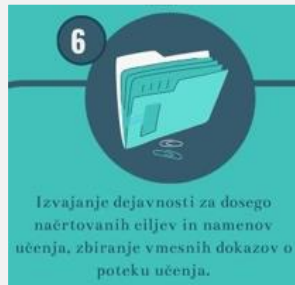 6
Izvajanje dejavnosti za dosego
načrtovanih ciljev in namenov
učenja, zbiranje vmesnih dokazov o
poteku učenja.